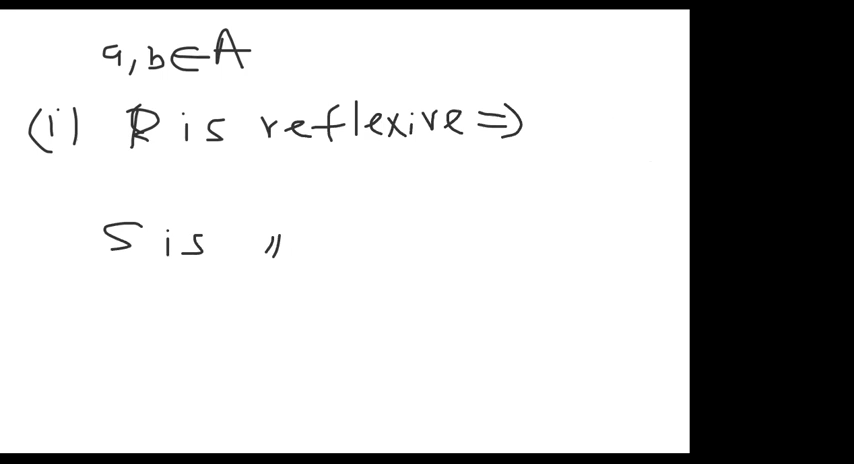 a, b ∈ A
(i) R is reflexive ⇒
S is 〃